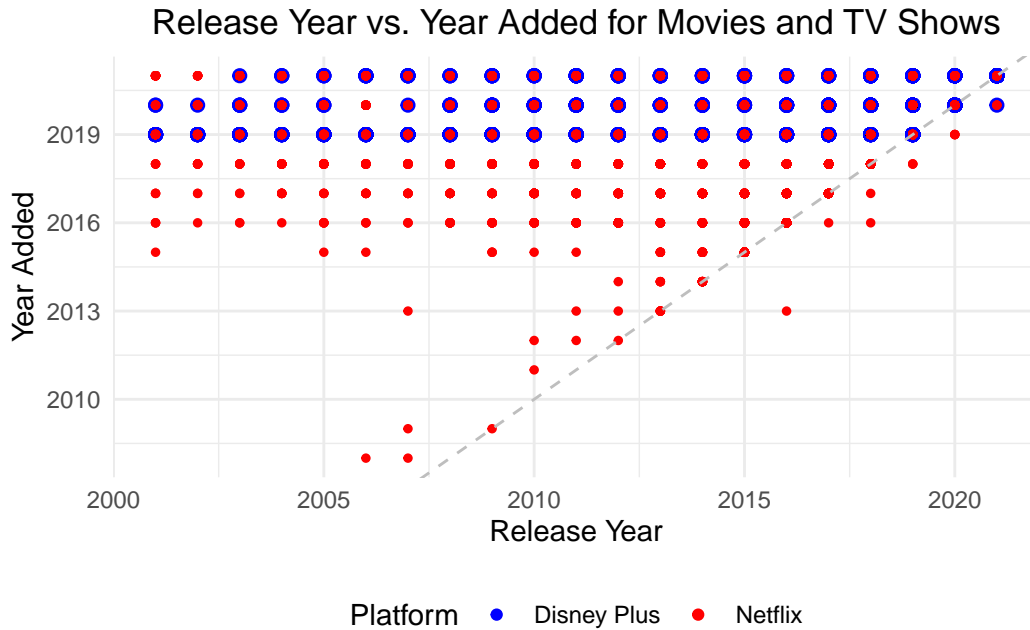 Release Year vs. Year Added for Movies and TV Shows
Year Added
2019
2016
2013
2010
2000 2005 2010 2015 2020
Release Year
Platform Disney Plus Netflix